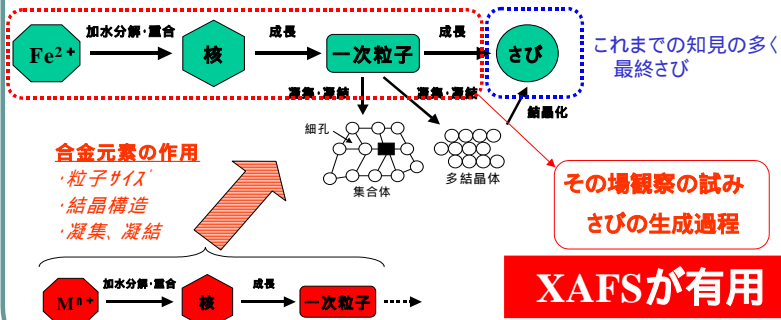 Fe2+
加水分解・重合
核
成長
一次粒子
成長
さび
これまでの知見の多く
最終さび
凝集・凝結
凝集・凝結
結晶化
細孔
集合体
多結晶体
合金元素の作用
・粒子サイズ
・結晶構造
・凝集、凝結
その場観察の試み
さびの生成過程
Mn+
加水分解・重合
核
成長
一次粒子
XAFSが有用